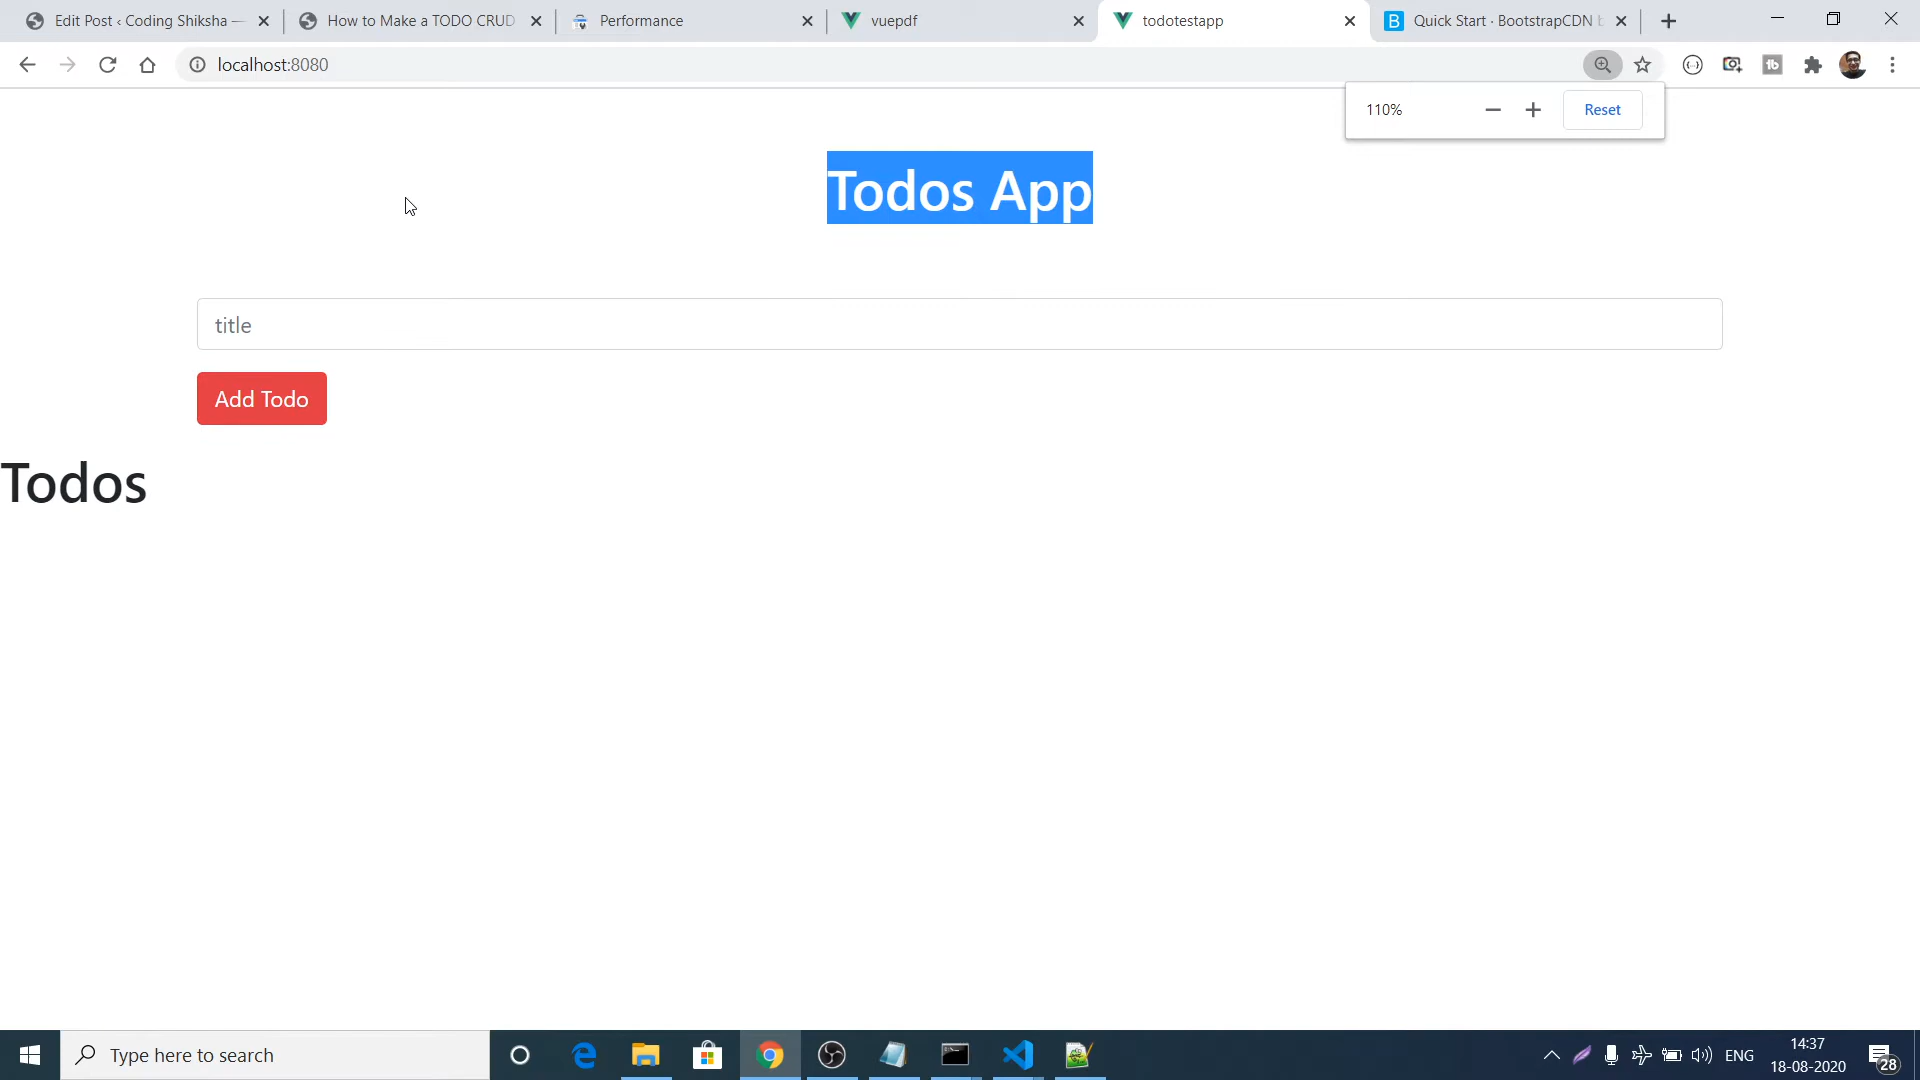 Edit Post ‹ Coding Shiksha —
How to Make a TODO CRUD
Performance
vuepdf
todotestapp
Quick Start · BootstrapCDN b
localhost:8080
110%
Reset
Todos App
title
Add Todo
Todos
Type here to search
ENG
14:37
18-08-2020
28